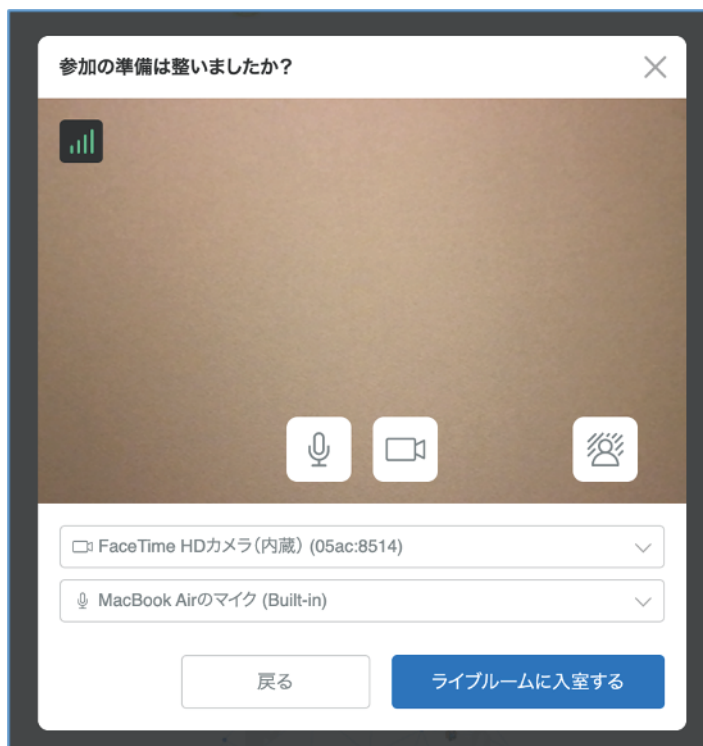 参加の準備は整いましたか?
FaceTime HDカメラ(内蔵) (05ac:8514)
MacBook Airのマイク (Built-in)
戻る
ライブルームに入室する